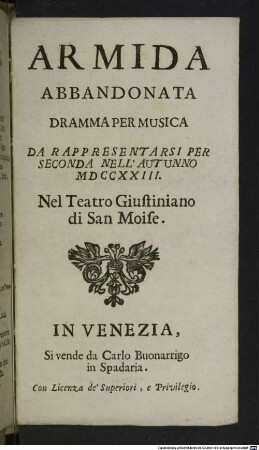 ARMIDA
ABBANDONATA
DRAMMA PER MUSICA
DA RAPPRESENTARSI PER
SECONDA NELL'AUTUNNO
MDCCXXIII.
Nel Teatro Giuſtiniano
di San Moiſe.
IN VENEZIA,
Si vende da Carlo Buonarrigo
in Spadaria.
Con Licenza de' Superiori, e Privilegio.